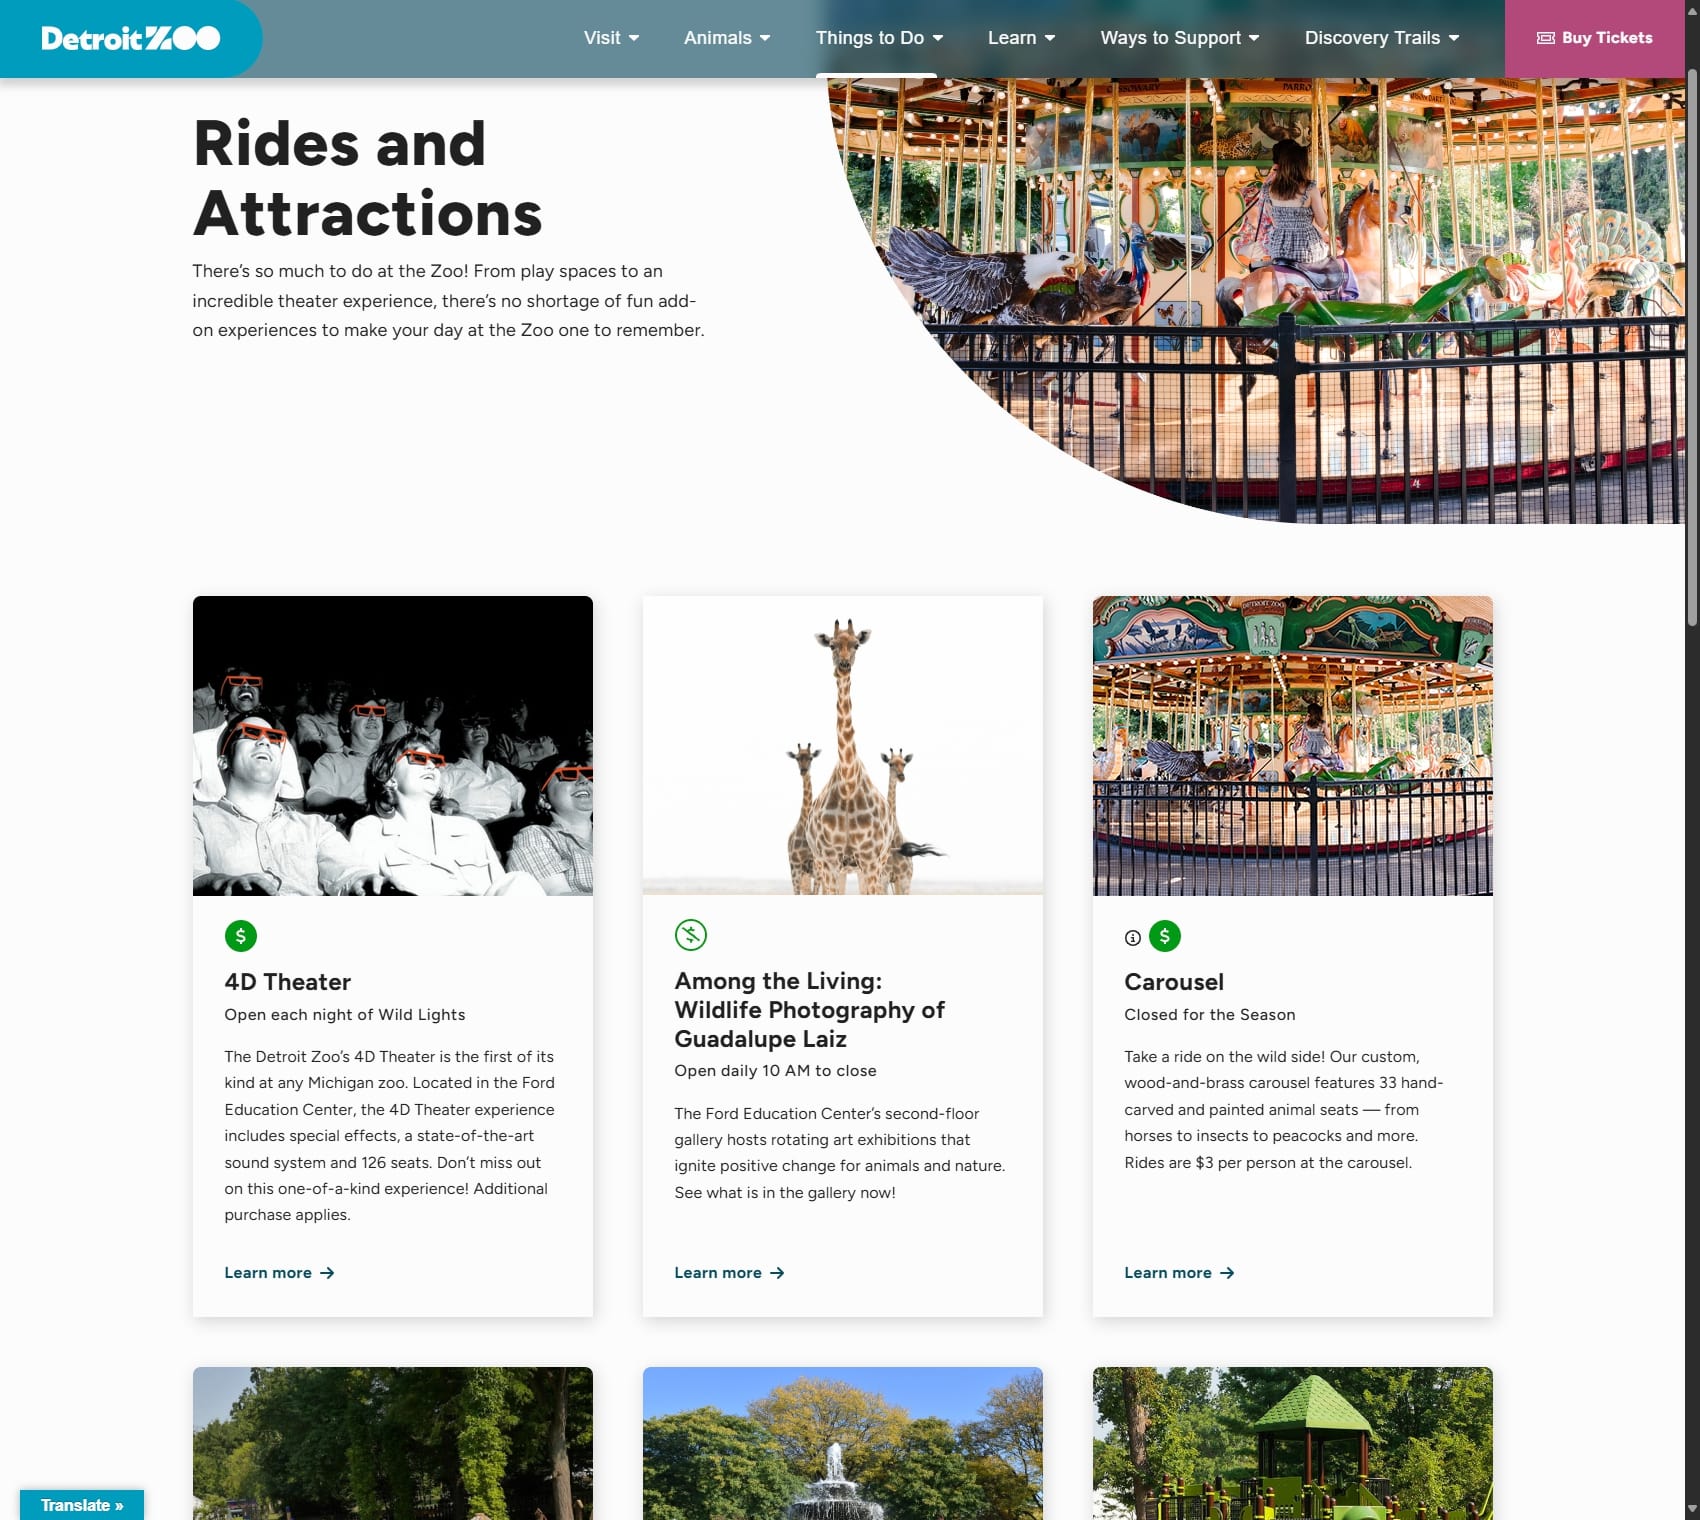 Detroit ZOO
Visit
Animals
Things to Do
Learn
Ways to Support
Discovery Trails
Buy Tickets
Rides and
Attractions
There's so much to do at the Zoo! From play spaces to an
incredible theater experience, there's no shortage of fun add-
on experiences to make your day at the Zoo one to remember.
CASSOWARY
PARROT
4
DETROIT ZOO
$
4D Theater
Open each night of Wild Lights
The Detroit Zoo's 4D Theater is the first of its
kind at any Michigan zoo. Located in the Ford
Education Center, the 4D Theater experience
includes special effects, a state-of-the-art
sound system and 126 seats. Don't miss out
on this one-of-a-kind experience! Additional
purchase applies.
Learn more →
$
Among the Living:
Wildlife Photography of
Guadalupe Laiz
Open daily 10 AM to close
The Ford Education Center's second-floor
gallery hosts rotating art exhibitions that
ignite positive change for animals and nature.
See what is in the gallery now!
Learn more →
$
Carousel
Closed for the Season
Take a ride on the wild side! Our custom,
wood-and-brass carousel features 33 hand-
carved and painted animal seats — from
horses to insects to peacocks and more.
Rides are $3 per person at the carousel.
Learn more →
Translate »